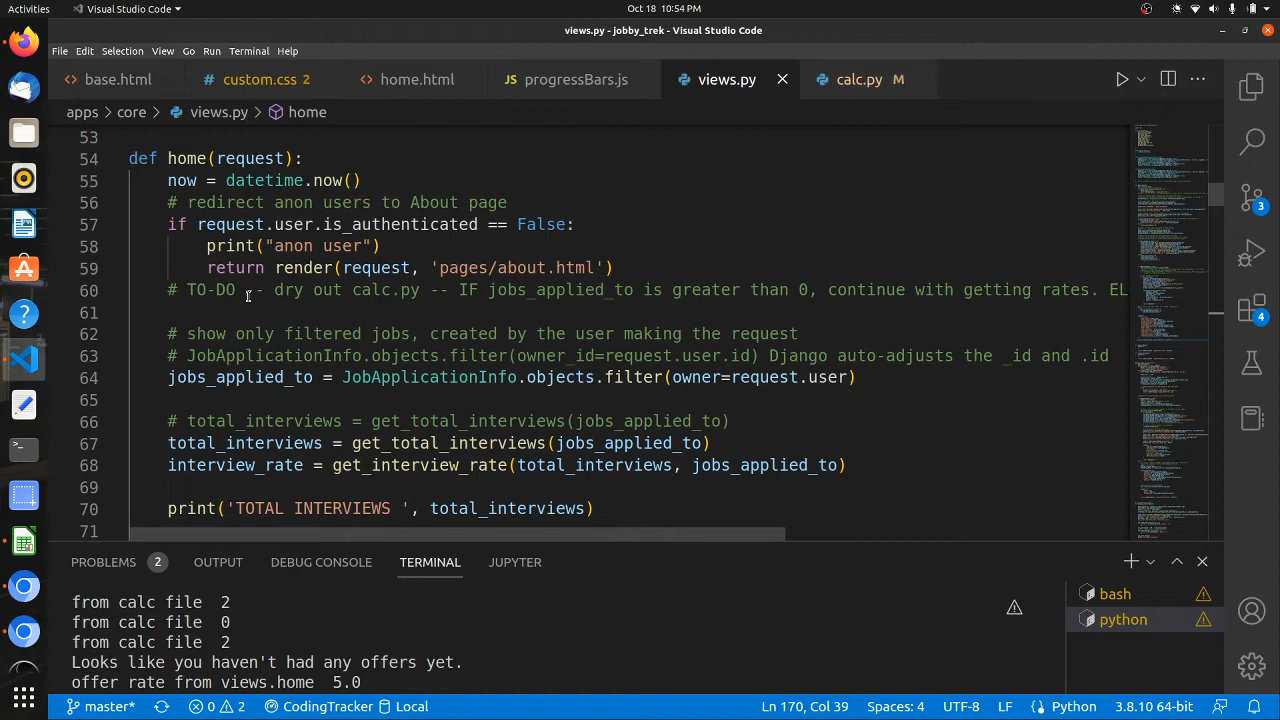 Activities
Visual Studio Code
Oct 18 10:54 PM
views.py - jobby_trek - Visual Studio Code
File Edit Selection View Go Run Terminal Help
base.html
custom.css 2
home.html
JS progressBars.js
views.py
calc.py M
apps > core > views.py > home
53
54 def home(request):
55 now = datetime.now()
56 # redirect anon users to About page
57 if request.user.is_authenticated == False:
58 print("anon user")
59 return render(request, 'pages/about.html')
60 # TO-DO -- dry out calc.py -- IF jobs_applied_to is greater than 0, continue with getting rates. EL
61
62 # show only filtered jobs, crated by the user making the request
63 # JobApplicationInfo.objects.filter(owner_id=request.user.id) Django auto-adjusts the _id and .id
64 jobs_applied_to = JobApplicationInfo.objects.filter(owner=request.user)
65
66 # total_interviews = get_total_interviews(jobs_applied_to)
67 total_interviews = get_total_interviews(jobs_applied_to)
68 interview_rate = get_interview_rate(total_interviews, jobs_applied_to)
69
70 print('TOTAL INTERVIEWS ', total_interviews)
71
PROBLEMS 2 OUTPUT DEBUG CONSOLE TERMINAL JUPYTER
from calc file 2
from calc file 0
from calc file 2
Looks like you haven't had any offers yet.
offer rate from views.home 5.0
bash
python
3
4
master* 0 2 CodingTracker Local Ln 170, Col 39 Spaces: 4 UTF-8 LF Python 3.8.10 64-bit